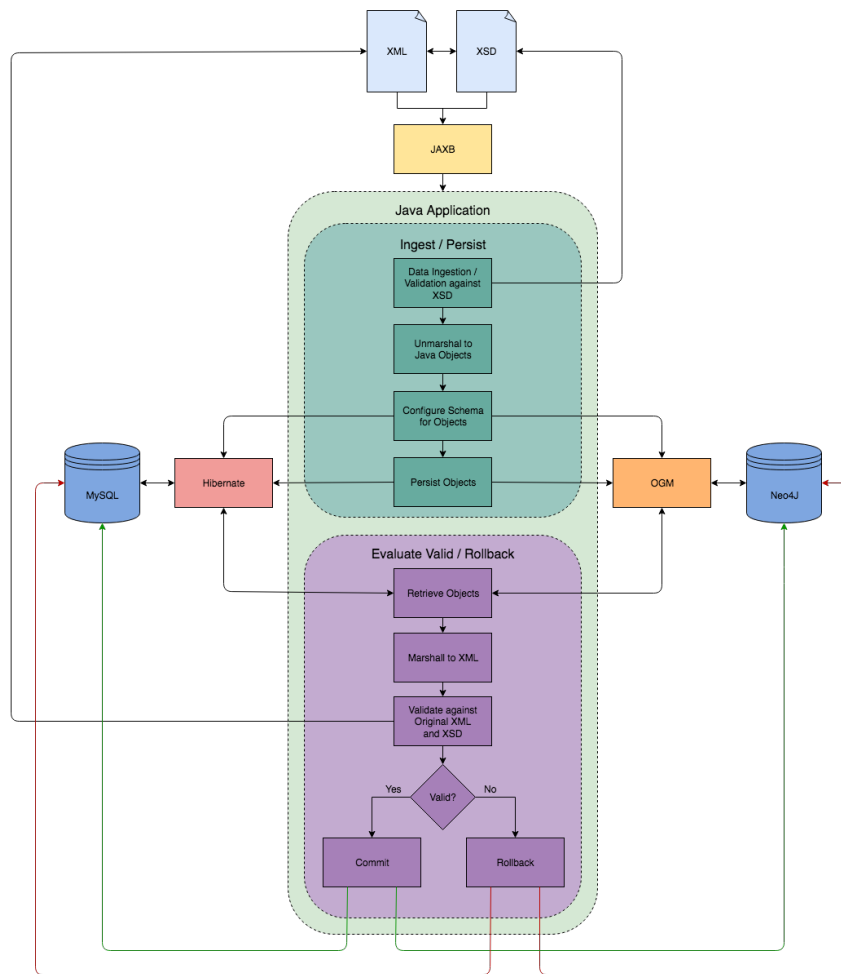 XML
XSD
JAXB
Java Application
Ingest / Persist
Data Ingestion /
Validation against
XSD
Unmarshal to
Java Objects
Configure Schema
for Objects
MySQL
Hibernate
Persist Objects
OGM
Neo4J
Evaluate Valid / Rollback
Retrieve Objects
Marshall to XML
Validate against
Original XML
and XSD
Yes
Valid?
No
Commit
Rollback